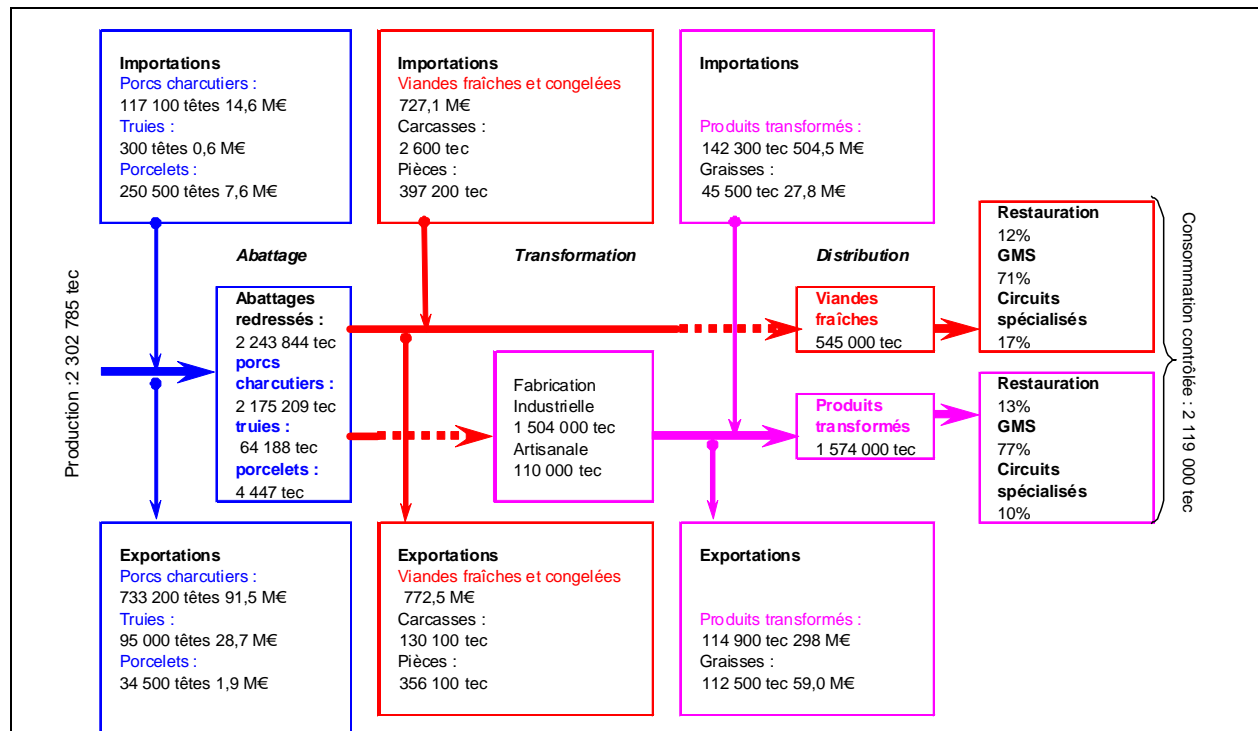 Importations
Porcs charcutiers :
117 100 têtes 14,6 M€
Truies :
300 têtes 0,6 M€
Porcelets :
250 500 têtes 7,6 M€
Importations
Viandes fraîches et congelées
727,1 M€
Carcasses :
2 600 tec
Pièces :
397 200 tec
Importations
Produits transformés :
142 300 tec 504,5 M€
Graisses :
45 500 tec 27,8 M€
Abattage
Transformation
Distribution
Production :2 302 785 tec
Abattages
redressés :
2 243 844 tec
porcs
charcutiers :
2 175 209 tec
truies :
64 188 tec
porcelets :
4 447 tec
Fabrication
Industrielle
1 504 000 tec
Artisanale
110 000 tec
Viandes
fraîches
545 000 tec
Produits
transformés
1 574 000 tec
Restauration
12%
GMS
71%
Circuits
spécialisés
17%
Restauration
13%
GMS
77%
Circuits
spécialisés
10%
Consommation contrôlée : 2 119 000 tec
Exportations
Porcs charcutiers :
733 200 têtes 91,5 M€
Truies :
95 000 têtes 28,7 M€
Porcelets :
34 500 têtes 1,9 M€
Exportations
Viandes fraîches et congelées
772,5 M€
Carcasses :
130 100 tec
Pièces :
356 100 tec
Exportations
Produits transformés :
114 900 tec 298 M€
Graisses :
112 500 tec 59,0 M€